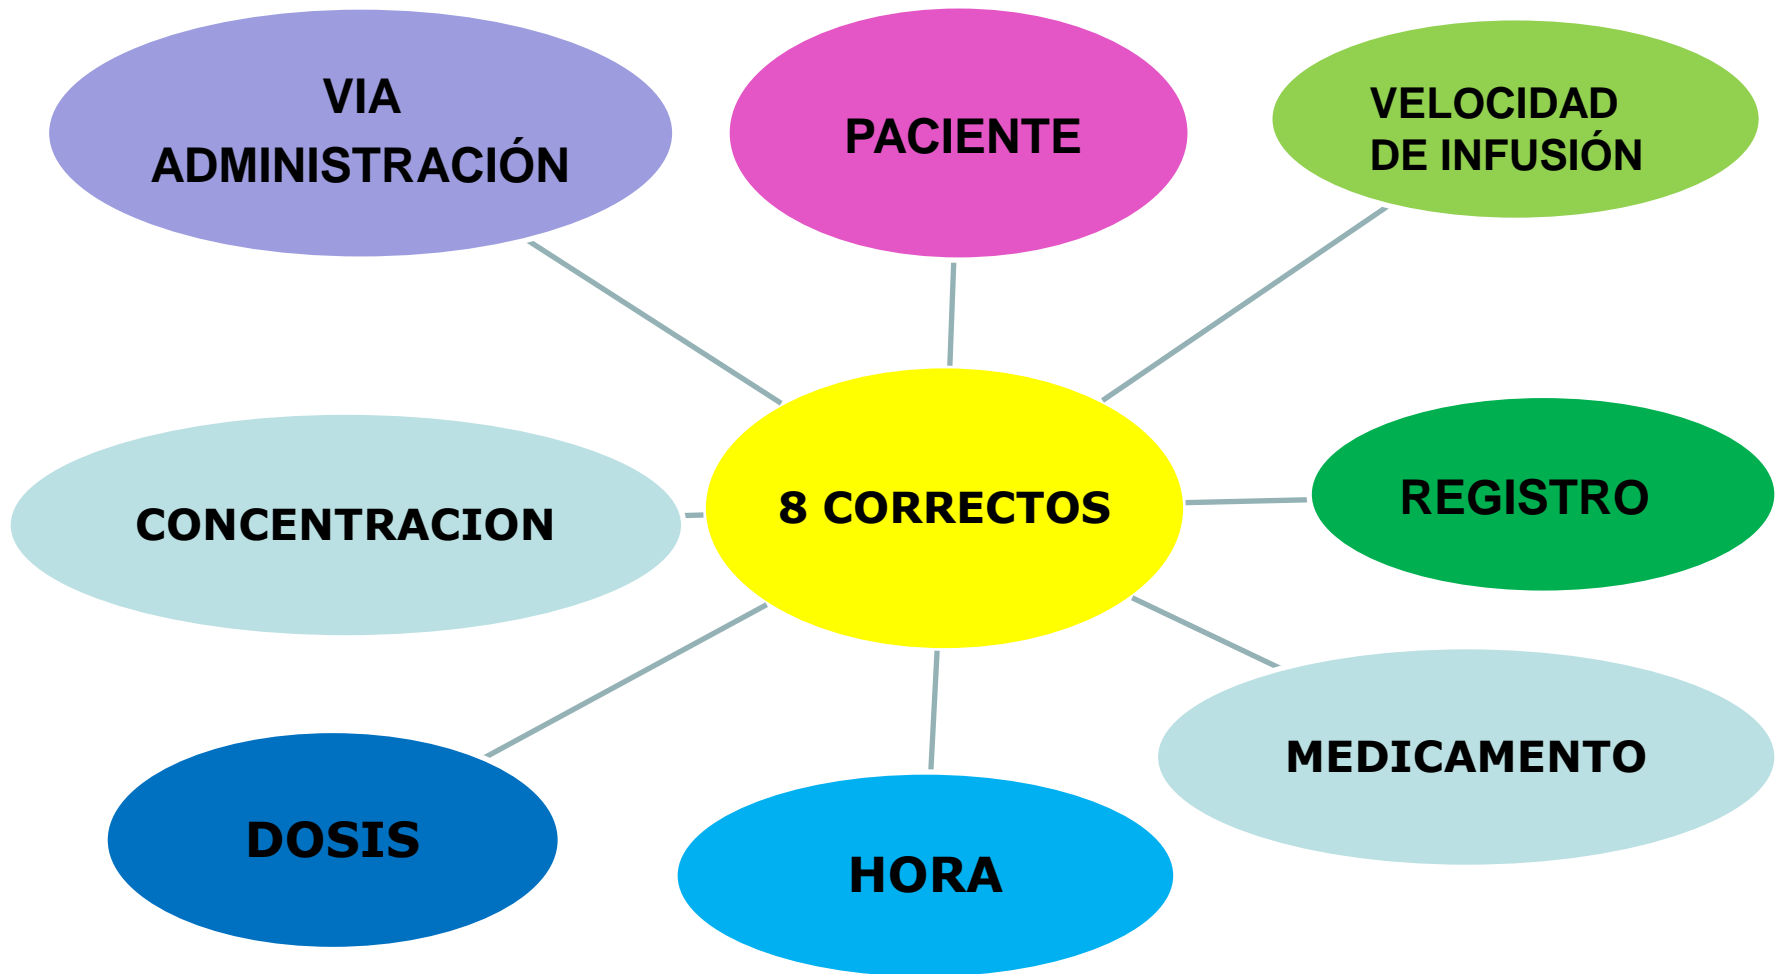 VIA
ADMINISTRACIÓN
PACIENTE
VELOCIDAD
DE INFUSIÓN
CONCENTRACION
8 CORRECTOS
REGISTRO
MEDICAMENTO
DOSIS
HORA